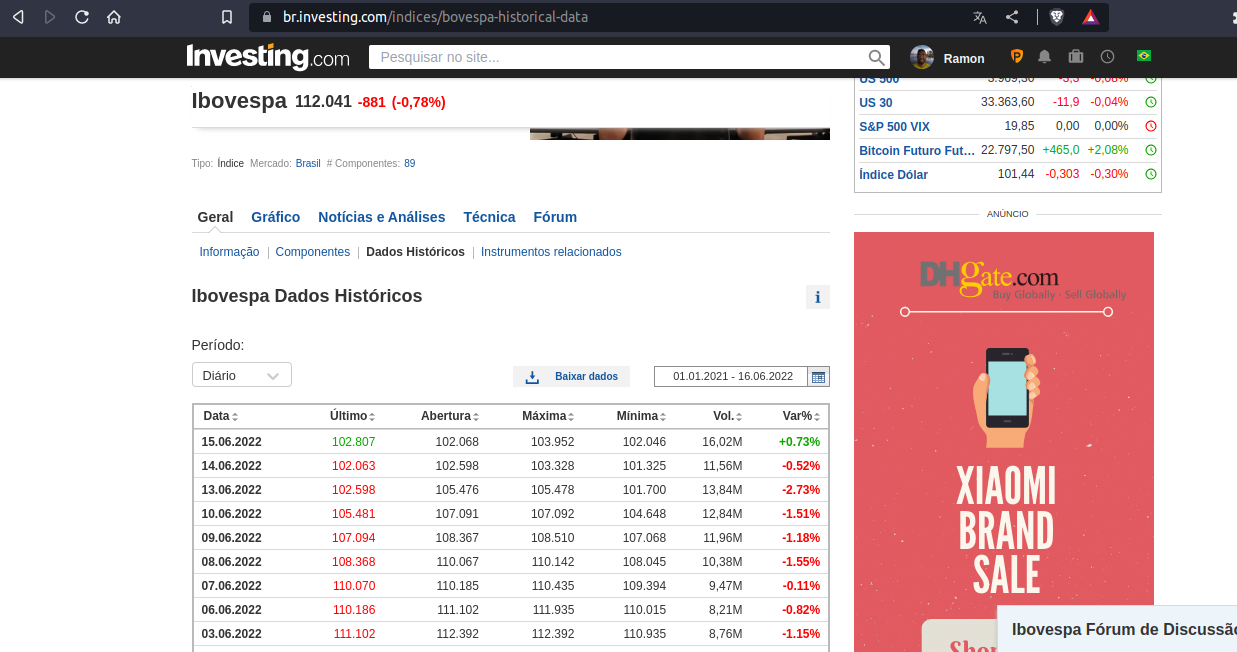 br.investing.com/indices/bovespa-historical-data
Investing.com
Pesquisar no site...
Ramon
Ibovespa 112.041 -881 (-0,78%)
Tipo: Índice Mercado: Brasil # Componentes: 89
Geral Gráfico Notícias e Análises Técnica Fórum
Informação | Componentes | Dados Históricos | Instrumentos relacionados
Ibovespa Dados Históricos
i
Período:
Diário
Baixar dados
01.01.2021 - 16.06.2022
Data Último Abertura Máxima Mínima Vol. Var%
15.06.2022 102.807 102.068 103.952 102.046 16,02M +0.73%
14.06.2022 102.063 102.598 103.328 101.325 11,56M -0.52%
13.06.2022 102.598 105.476 105.478 101.700 13,84M -2.73%
10.06.2022 105.481 107.091 107.092 104.648 12,84M -1.51%
09.06.2022 107.094 108.367 108.510 107.068 11,96M -1.18%
08.06.2022 108.368 110.067 110.142 108.045 10,38M -1.55%
07.06.2022 110.070 110.185 110.435 109.394 9,47M -0.11%
06.06.2022 110.186 111.102 111.935 110.015 8,21M -0.82%
03.06.2022 111.102 112.392 112.392 110.935 8,76M -1.15%
US 500 3.969,30 -3,3 -0,08%
US 30 33.363,60 -11,9 -0,04%
S&P 500 VIX 19,85 0,00 0,00%
Bitcoin Futuro Fut... 22.797,50 +465,0 +2,08%
Índice Dólar 101,44 -0,303 -0,30%
ANÚNCIO
DHgate.com
Buy Globally · Sell Globally
XIAOMI
BRAND
SALE
Ibovespa Fórum de Discussão